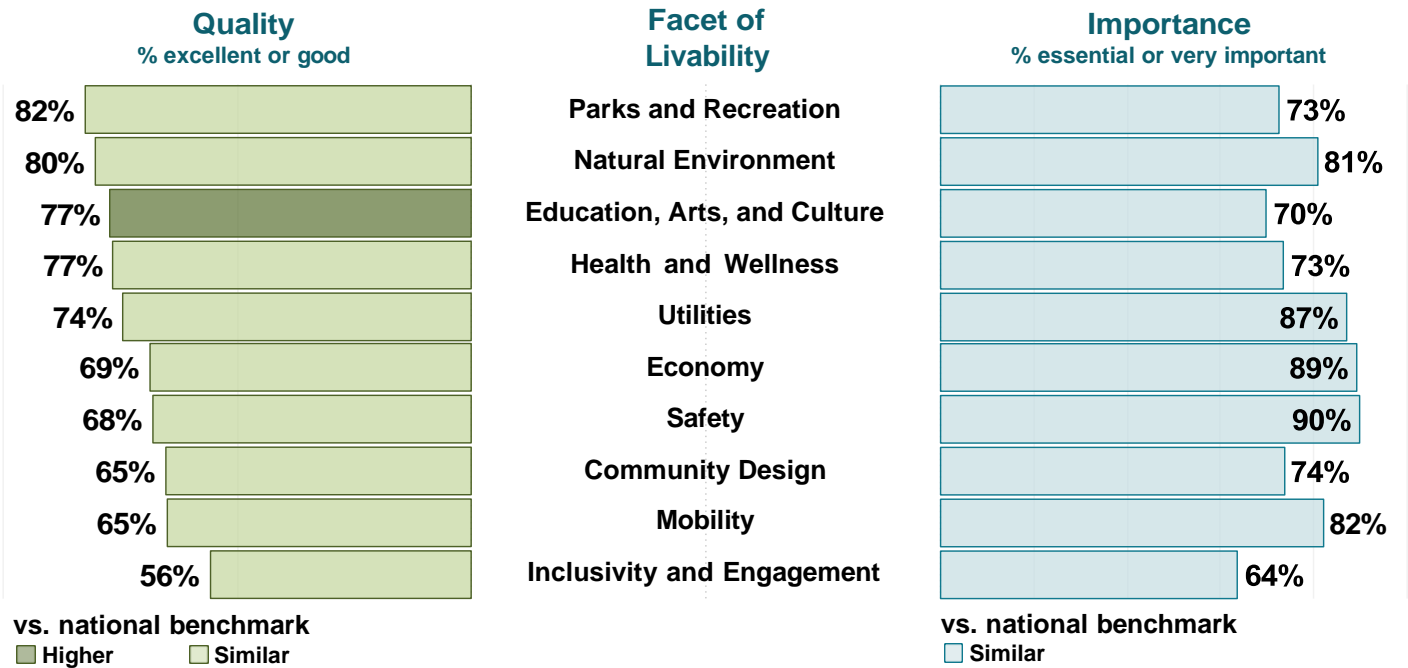 Quality
% excellent or good
Facet of
Livability
Importance
% essential or very important
82%
Parks and Recreation
73%
80%
Natural Environment
81%
77%
Education, Arts, and Culture
70%
77%
Health and Wellness
73%
74%
Utilities
87%
69%
Economy
89%
68%
Safety
90%
65%
Community Design
74%
65%
Mobility
82%
56%
Inclusivity and Engagement
64%
vs. national benchmark
Higher
Similar
vs. national benchmark
Similar